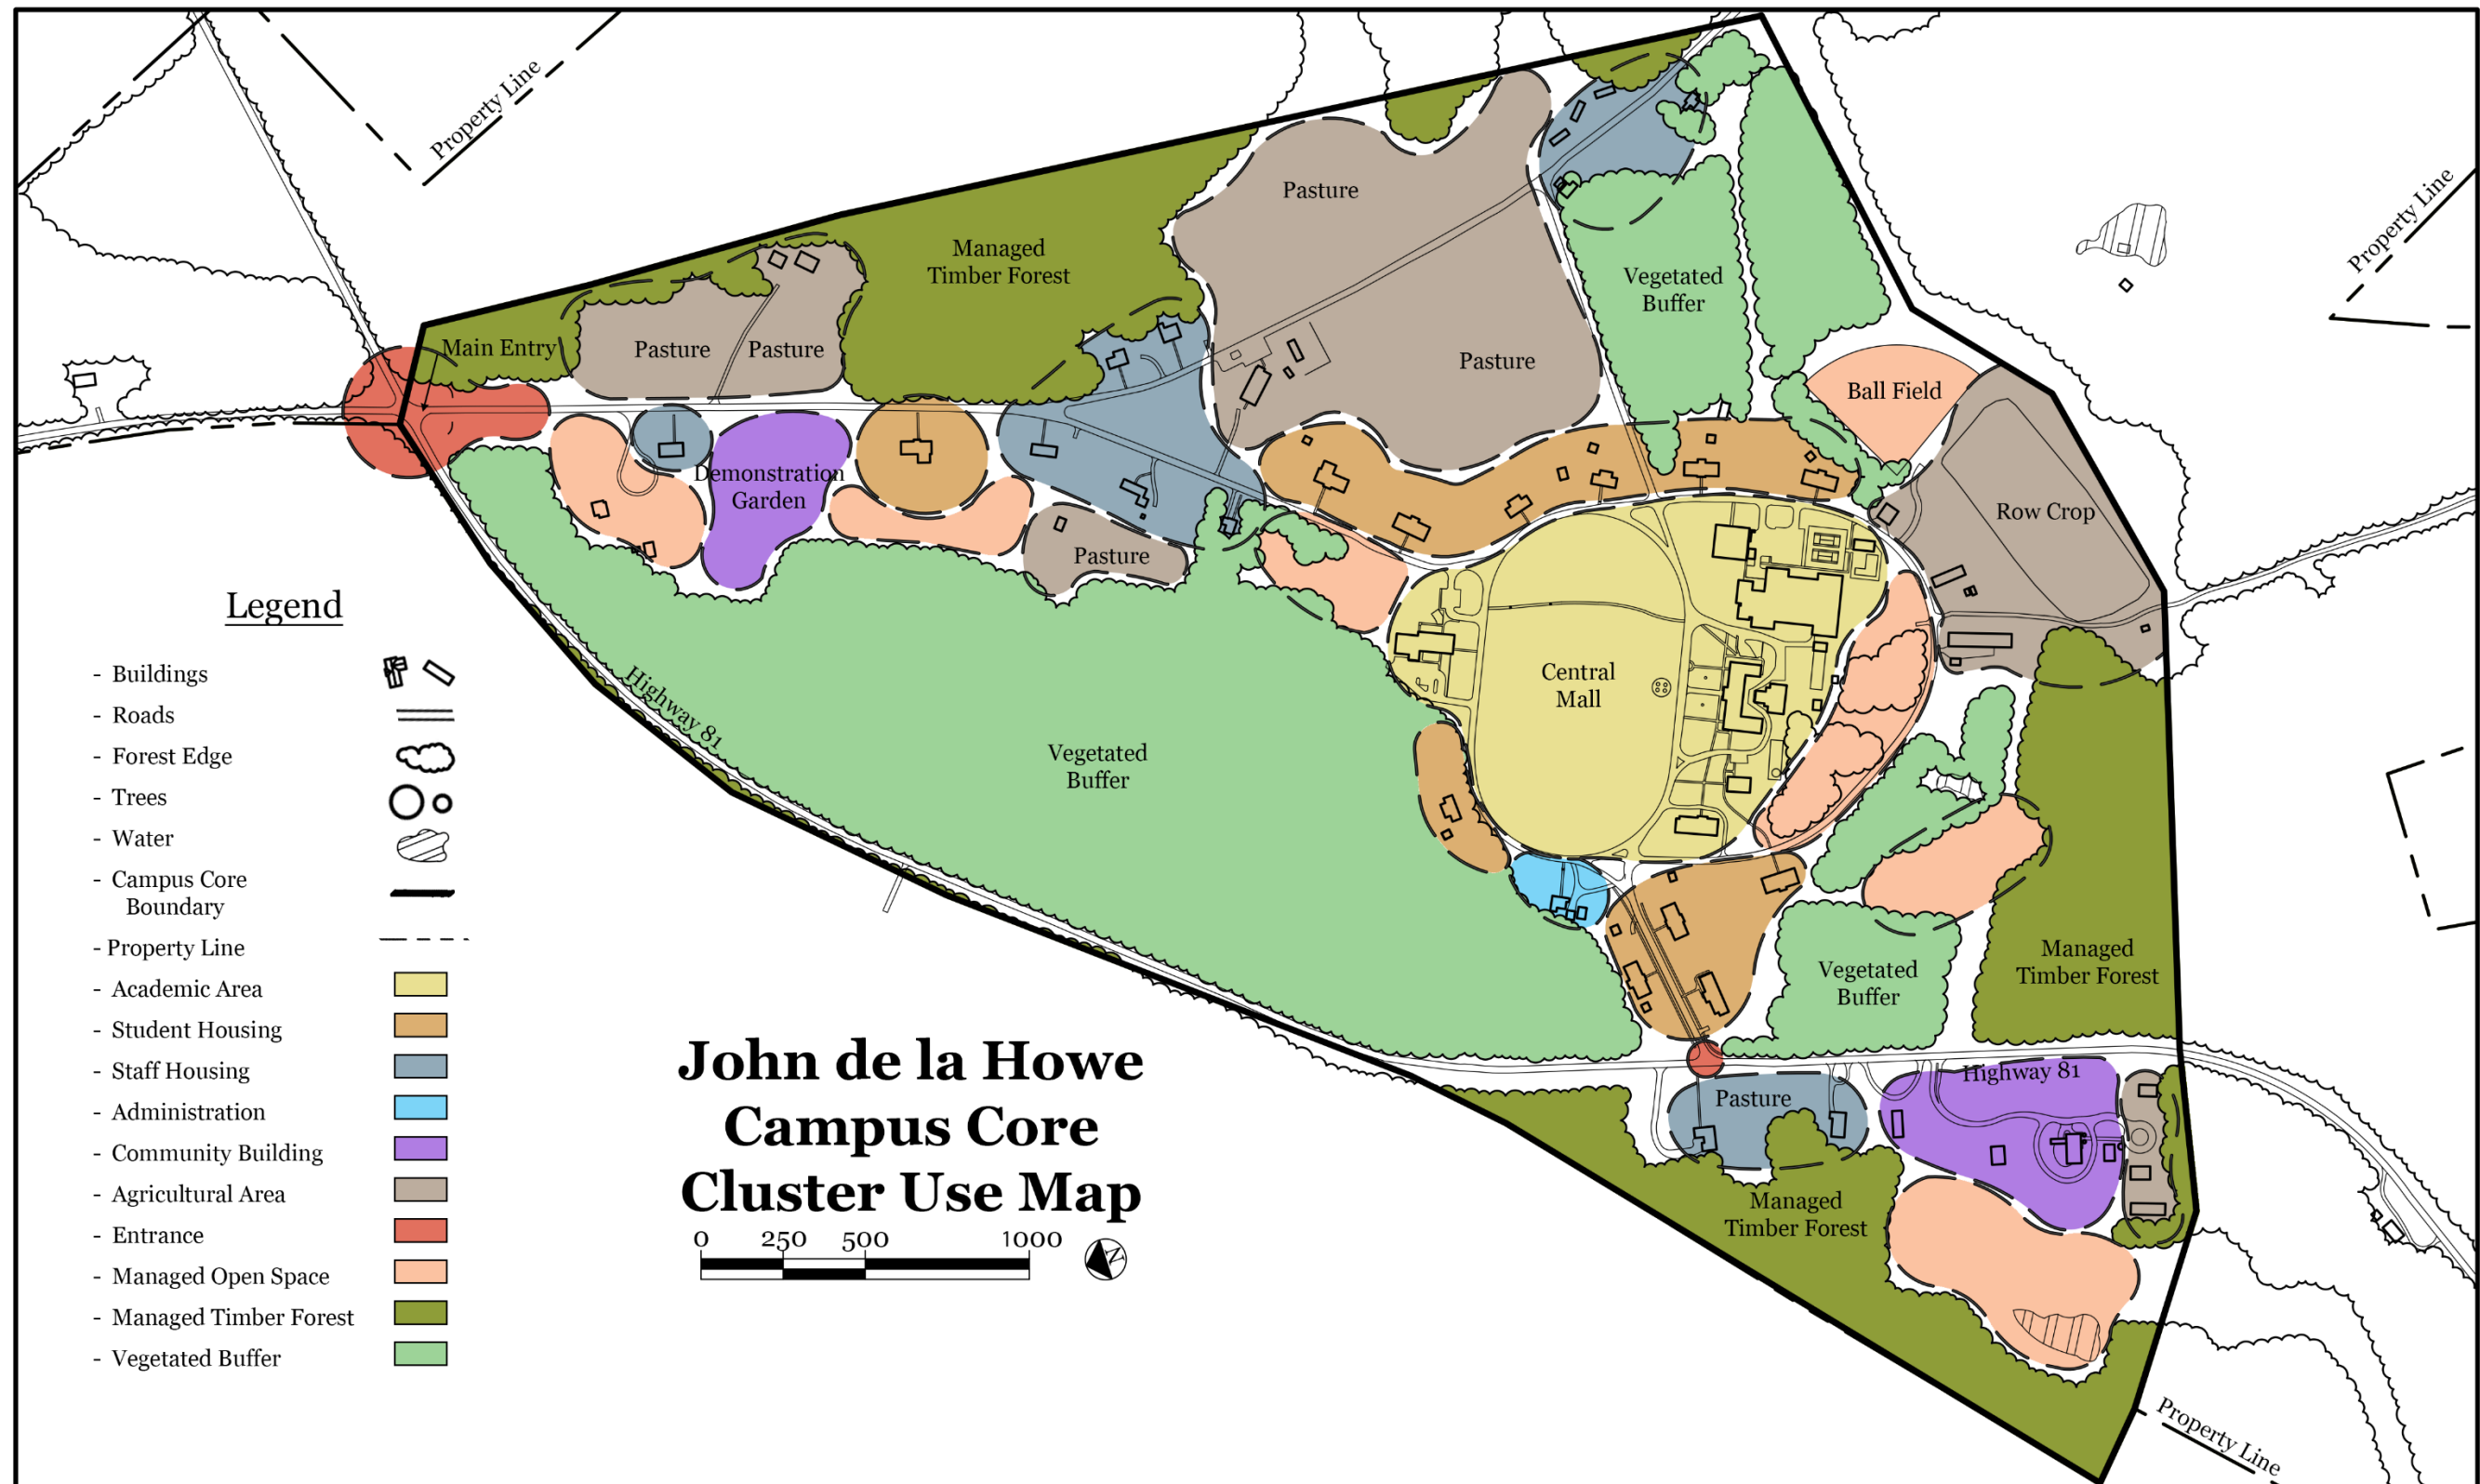 Property Line
Property Line
Pasture
Managed
Timber Forest
Vegetated
Buffer
Main Entry
Pasture
Pasture
Pasture
Ball Field
Demonstration
Garden
Row Crop
Pasture
Central
Mall
Highway 81
Vegetated
Buffer
Managed
Timber Forest
Vegetated
Buffer
Highway 81
Pasture
Managed
Timber Forest
Property Line
Legend
- Buildings
- Roads
- Forest Edge
- Trees
- Water
- Campus Core
Boundary
- Property Line
- Academic Area
- Student Housing
- Staff Housing
- Administration
- Community Building
- Agricultural Area
- Entrance
- Managed Open Space
- Managed Timber Forest
- Vegetated Buffer
John de la Howe
Campus Core
Cluster Use Map
0 250 500 1000
N